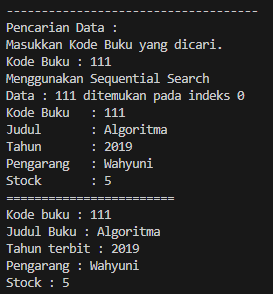 ------------------------------------
Pencarian Data :
Masukkan Kode Buku yang dicari.
Kode Buku : 111
Menggunakan Sequential Search
Data : 111 ditemukan pada indeks 0
Kode Buku   : 111
Judul       : Algoritma
Tahun       : 2019
Pengarang   : Wahyuni
Stock       : 5
========================
Kode buku : 111
Judul Buku : Algoritma
Tahun terbit : 2019
Pengarang : Wahyuni
Stok : 5